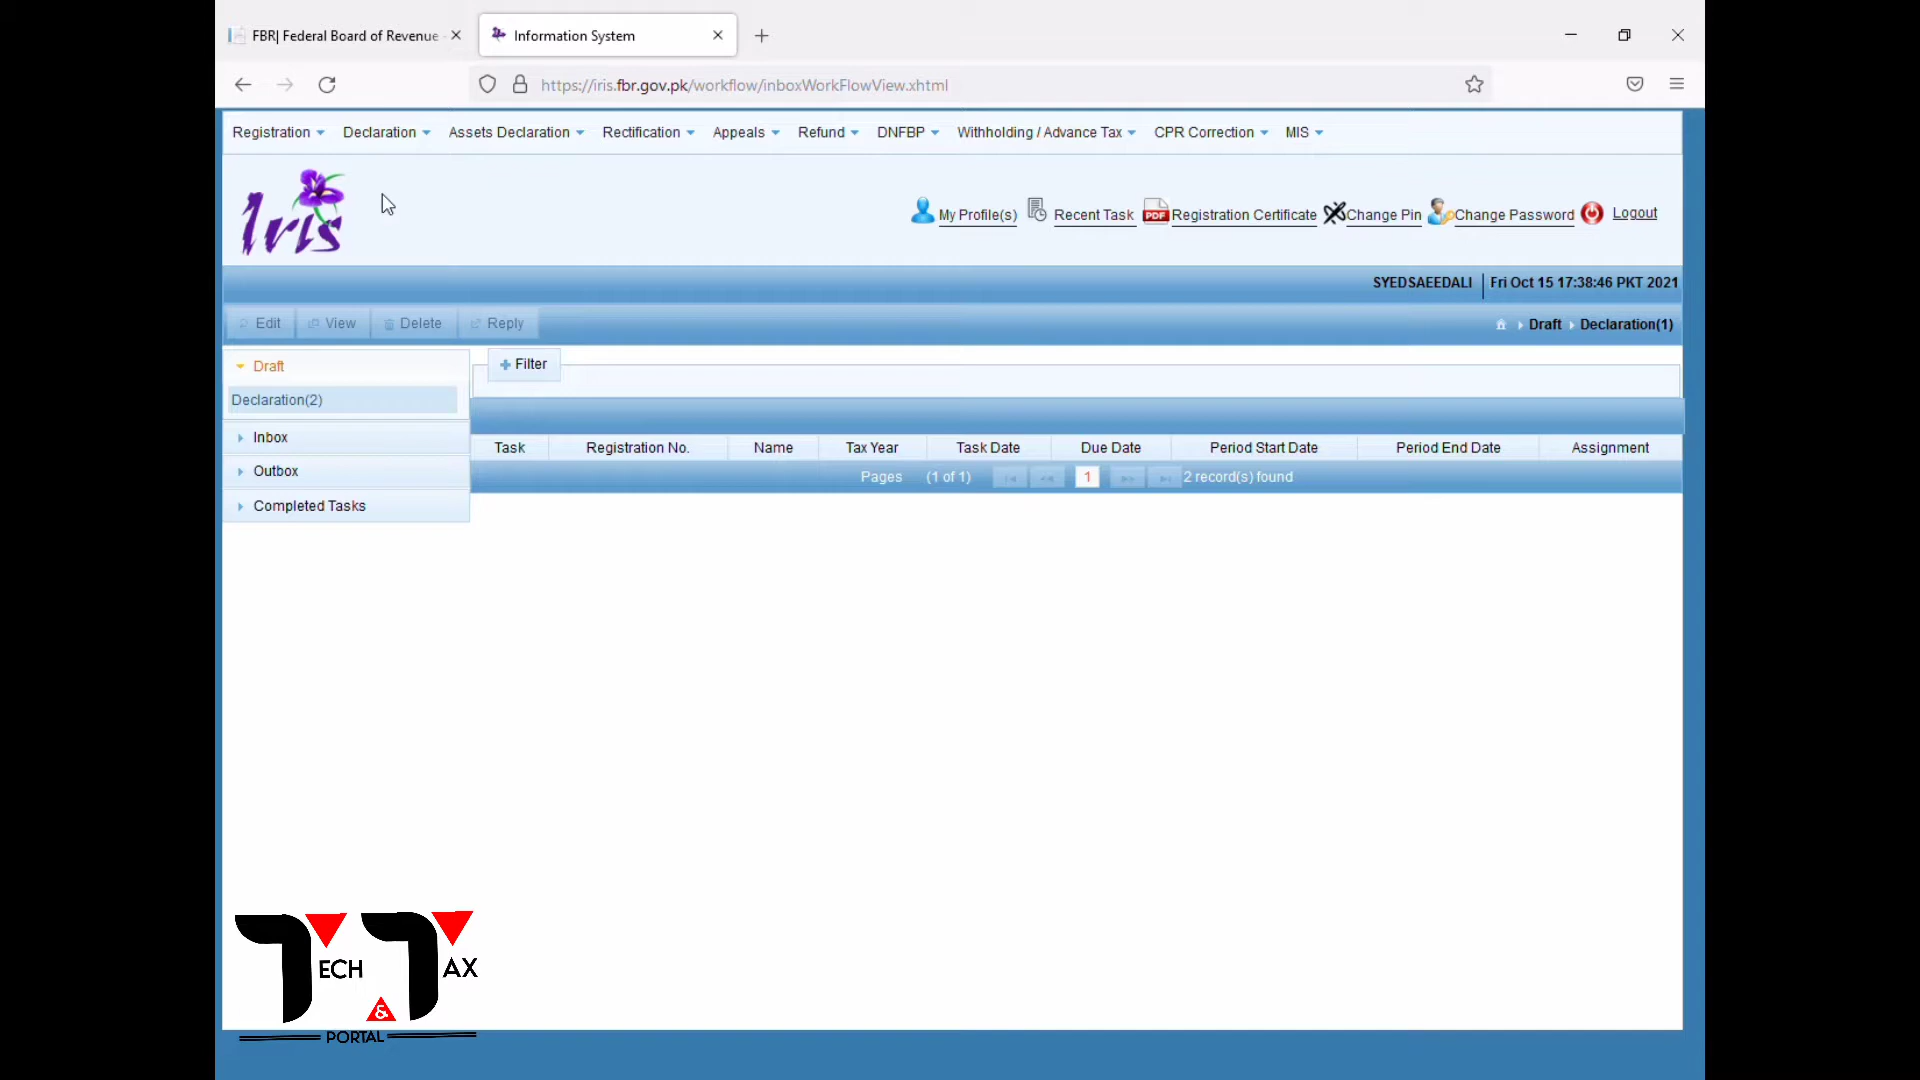 FBR| Federal Board of Revenue
Information System
https://iris.fbr.gov.pk/workflow/inboxWorkFlowView.xhtml
Registration Declaration Assets Declaration Rectification Appeals Refund DNFBP Withholding / Advance Tax CPR Correction MIS
Iris
My Profile(s) Recent Task PDF Registration Certificate Change Pin Change Password Logout
SYEDSAEEDALI Fri Oct 15 17:38:46 PKT 2021
Edit View Delete Reply
Draft Declaration(1)
Draft
Filter
Declaration(2)
Inbox
Outbox
Completed Tasks
Task Registration No. Name Tax Year Task Date Due Date Period Start Date Period End Date Assignment
Pages (1 of 1) 1 2 record(s) found
TECH
& TAX
PORTAL